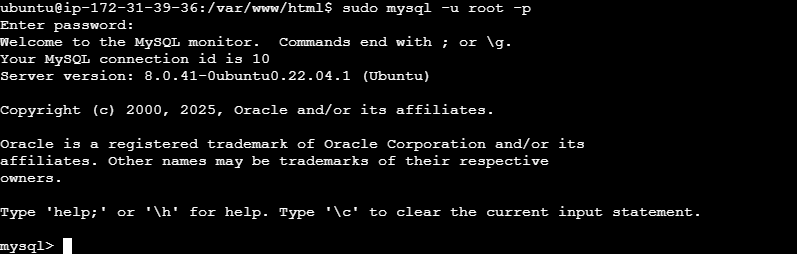 ubuntu@ip-172-31-39-36:/var/www/html$ sudo mysql -u root -p
Enter password:
Welcome to the MySQL monitor.  Commands end with ; or \g.
Your MySQL connection id is 10
Server version: 8.0.41-0ubuntu0.22.04.1 (Ubuntu)
Copyright (c) 2000, 2025, Oracle and/or its affiliates.
Oracle is a registered trademark of Oracle Corporation and/or its
affiliates. Other names may be trademarks of their respective
owners.
Type 'help;' or '\h' for help. Type '\c' to clear the current input statement.
mysql>